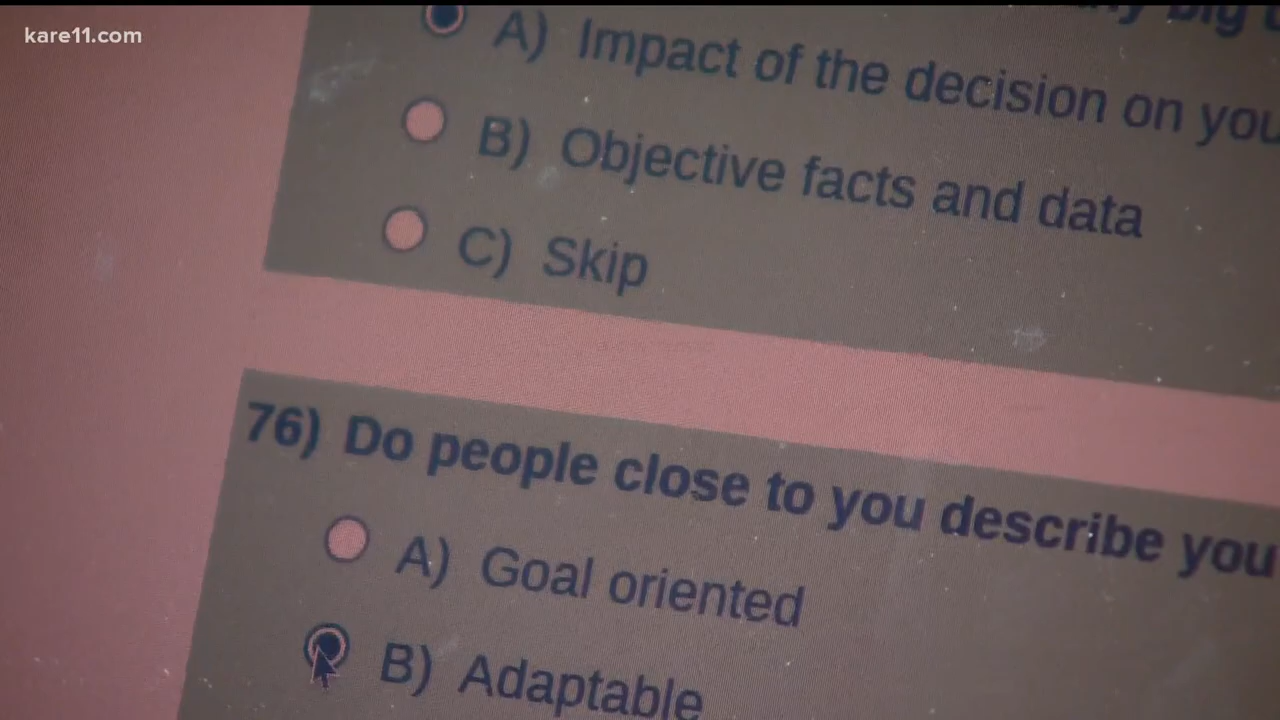 kare11.com
big
A) Impact of the decision on you
B) Objective facts and data
C) Skip
76) Do people close to you describe you
A) Goal oriented
B) Adaptable